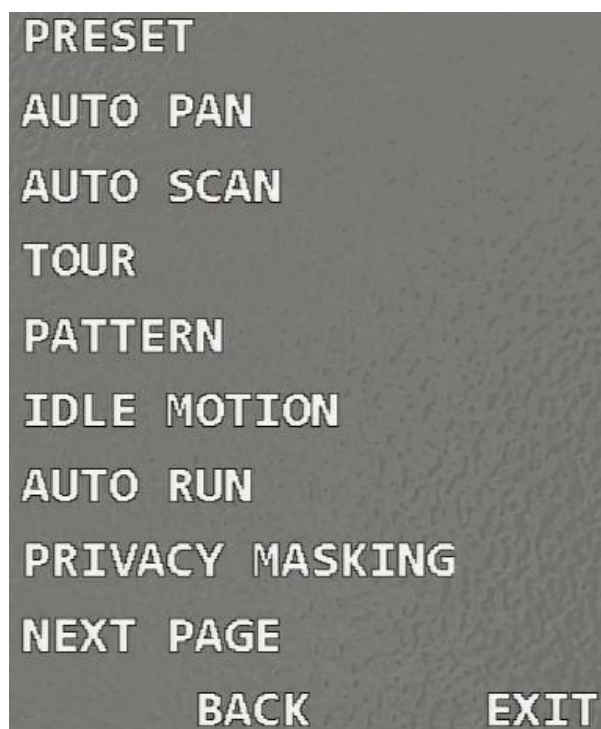 PRESET
AUTO PAN
AUTO SCAN
TOUR
PATTERN
IDLE MOTION
AUTO RUN
PRIVACY MASKING
NEXT PAGE
BACK EXIT